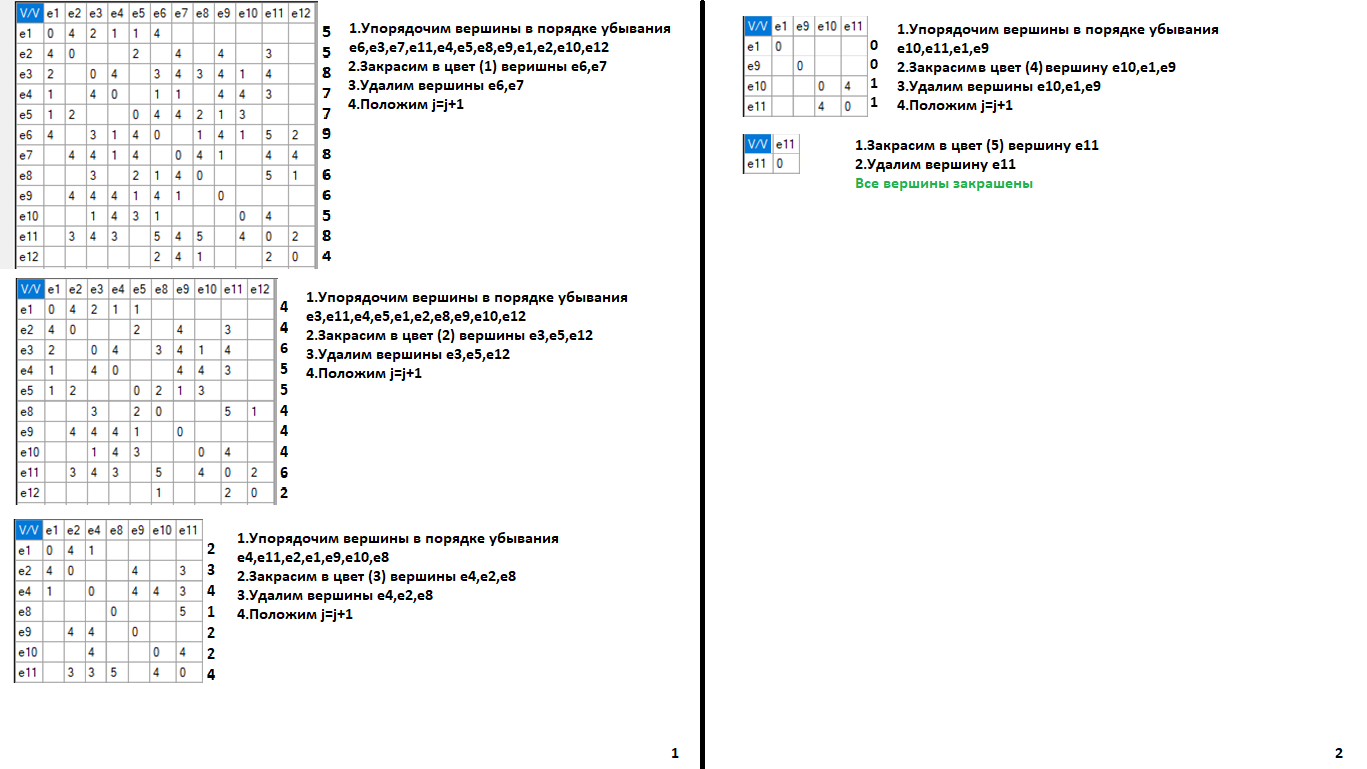 V/V e1 e2 e3 e4 e5 e6 e7 e8 e9 e10 e11 e12
e1 0 4 2 1 1 4 5
e2 4 0 2 4 4 3 5
e3 2 0 4 3 4 3 4 1 4 8
e4 1 4 0 1 1 4 4 3 7
e5 1 2 0 4 4 2 1 3 7
e6 4 3 1 4 0 1 4 1 5 2 9
e7 4 4 1 4 0 4 1 4 4 8
e8 3 2 1 4 0 5 1 6
e9 4 4 4 1 4 1 0 6
e10 1 4 3 1 0 4 5
e11 3 4 3 5 4 5 4 0 2 8
e12 2 4 1 2 0 4
1.Упорядочим вершины в порядке убывания
e6,e3,e7,e11,e4,e5,e8,e9,e1,e2,e10,e12
2.Закрасим в цвет (1) веришны e6,e7
3.Удалим вершины e6,e7
4.Положим j=j+1
V/V e1 e2 e3 e4 e5 e8 e9 e10 e11 e12
e1 0 4 2 1 1 4
e2 4 0 2 4 3 4
e3 2 0 4 3 4 1 4 6
e4 1 4 0 4 4 3 5
e5 1 2 0 2 1 3 5
e8 3 2 0 5 1 4
e9 4 4 4 1 0 4
e10 1 4 3 0 4 4
e11 3 4 3 5 4 0 2 6
e12 1 2 0 2
1.Упорядочим вершины в порядке убывания
e3,e11,e4,e5,e1,e2,e8,e9,e10,e12
2.Закрасим в цвет (2) вершины e3,e5,e12
3.Удалим вершины e3,e5,e12
4.Положим j=j+1
V/V e1 e2 e4 e8 e9 e10 e11
e1 0 4 1 2
e2 4 0 4 3 3
e4 1 0 4 4 3 4
e8 0 5 1
e9 4 4 0 2
e10 4 0 4 2
e11 3 3 5 4 0 4
1.Упорядочим вершины в порядке убывания
e4,e11,e2,e1,e9,e10,e8
2.Закрасим в цвет (3) вершины e4,e2,e8
3.Удалим вершины e4,e2,e8
4.Положим j=j+1
1
V/V e1 e9 e10 e11
e1 0 0
e9 0 0
e10 0 4 1
e11 4 0 1
1.Упорядочим вершины в порядке убывания
e10,e11,e1,e9
2.Закрасим в цвет (4) вершину e10,e1,e9
3.Удалим вершины e10,e1,e9
4.Положим j=j+1
V/V e11
e11 0
1.Закрасим в цвет (5) вершину e11
2.Удалим вершину e11
Все вершины закрашены
2